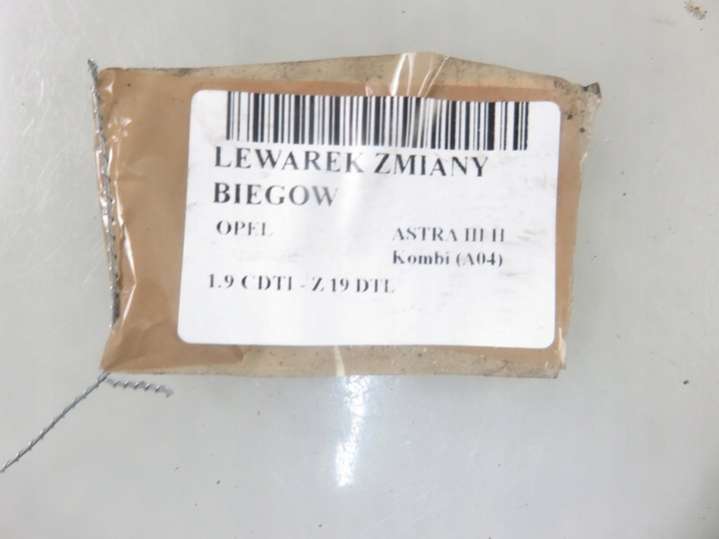 LEWAREK ZMIANY
BIEGOW
OPEL ASTRA III H
Kombi (A04)
1.9 CDTI - Z 19 DTL